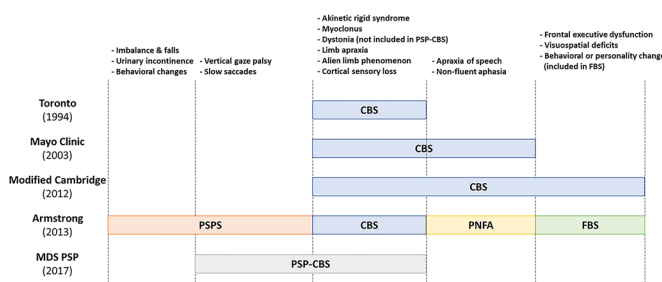 - Akinetic rigid syndrome
- Myoclonus
- Dystonia (not included in PSP-CBS)
- Limb apraxia
- Alien limb phenomenon
- Cortical sensory loss
- Frontal executive dysfunction
- Visuospatial deficits
- Behavioral or personality change
(included in FBS)
- Imbalance & falls
- Urinary incontinence
- Behavioral changes
- Vertical gaze palsy
- Slow saccades
- Apraxia of speech
- Non-fluent aphasia
Toronto
(1994)
CBS
Mayo Clinic
(2003)
CBS
Modified Cambridge
(2012)
CBS
Armstrong
(2013)
PSPS
CBS
PNFA
FBS
MDS PSP
(2017)
PSP-CBS